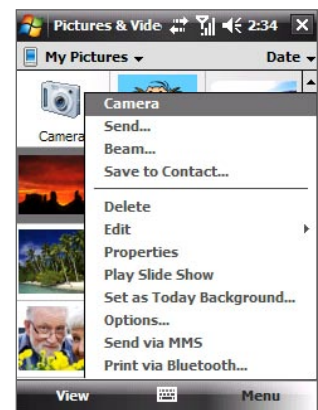 Pictures & Vide 2:34
My Pictures Date
Camera
Camera
Send...
Beam...
Save to Contact...
Delete
Edit
Properties
Play Slide Show
Set as Today Background...
Options...
Send via MMS
Print via Bluetooth...
View Menu